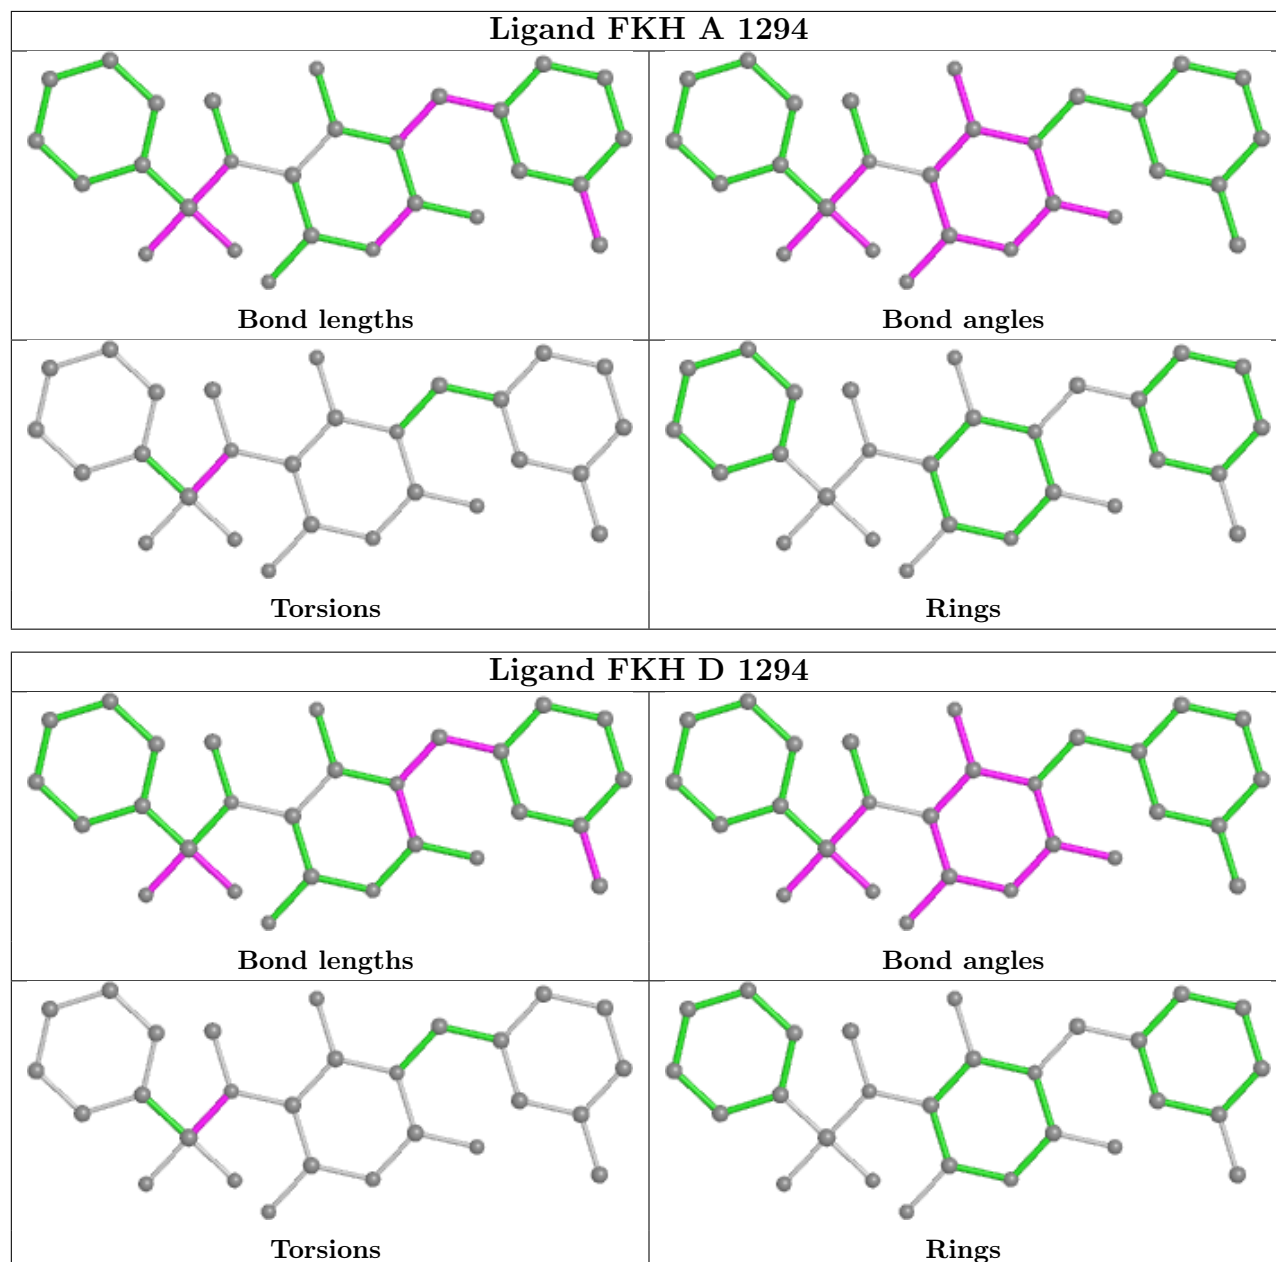 Ligand FKH A 1294
Bond lengths
Bond angles
Torsions
Rings
Ligand FKH D 1294
Bond lengths
Bond angles
Torsions
Rings